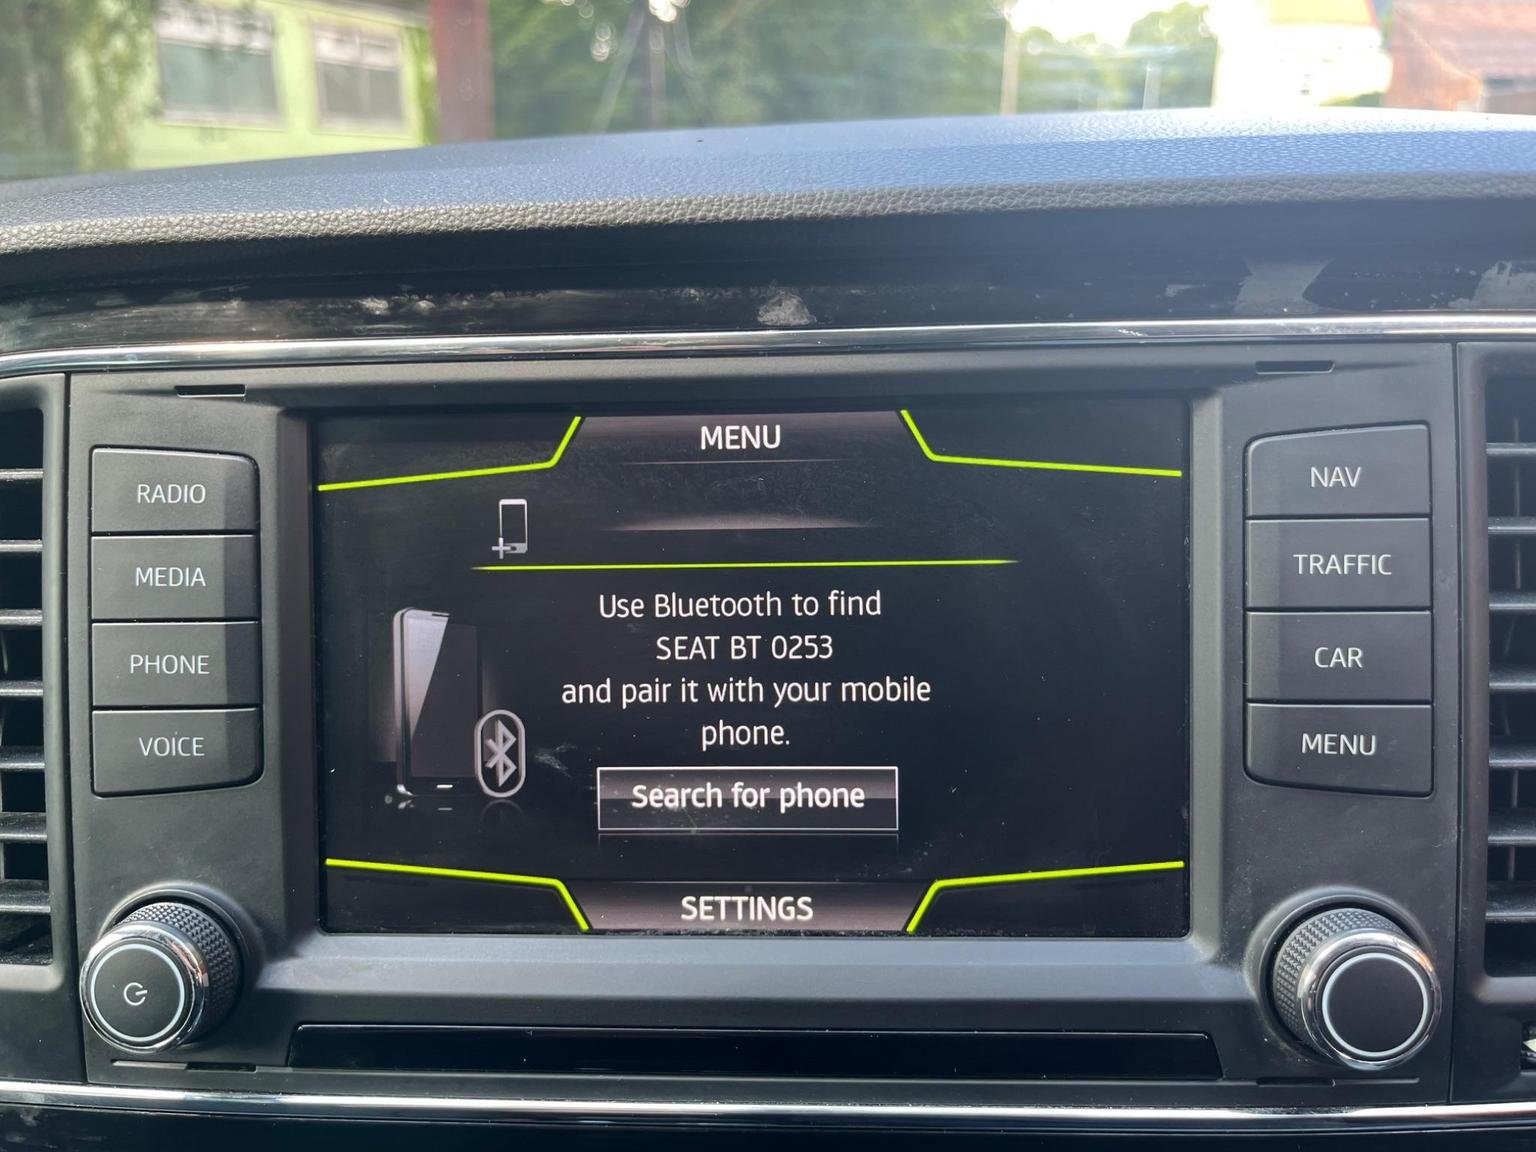 MENU
Use Bluetooth to find
SEAT BT 0253
and pair it with your mobile
phone.
Search for phone
SETTINGS
RADIO
MEDIA
PHONE
VOICE
NAV
TRAFFIC
CAR
MENU